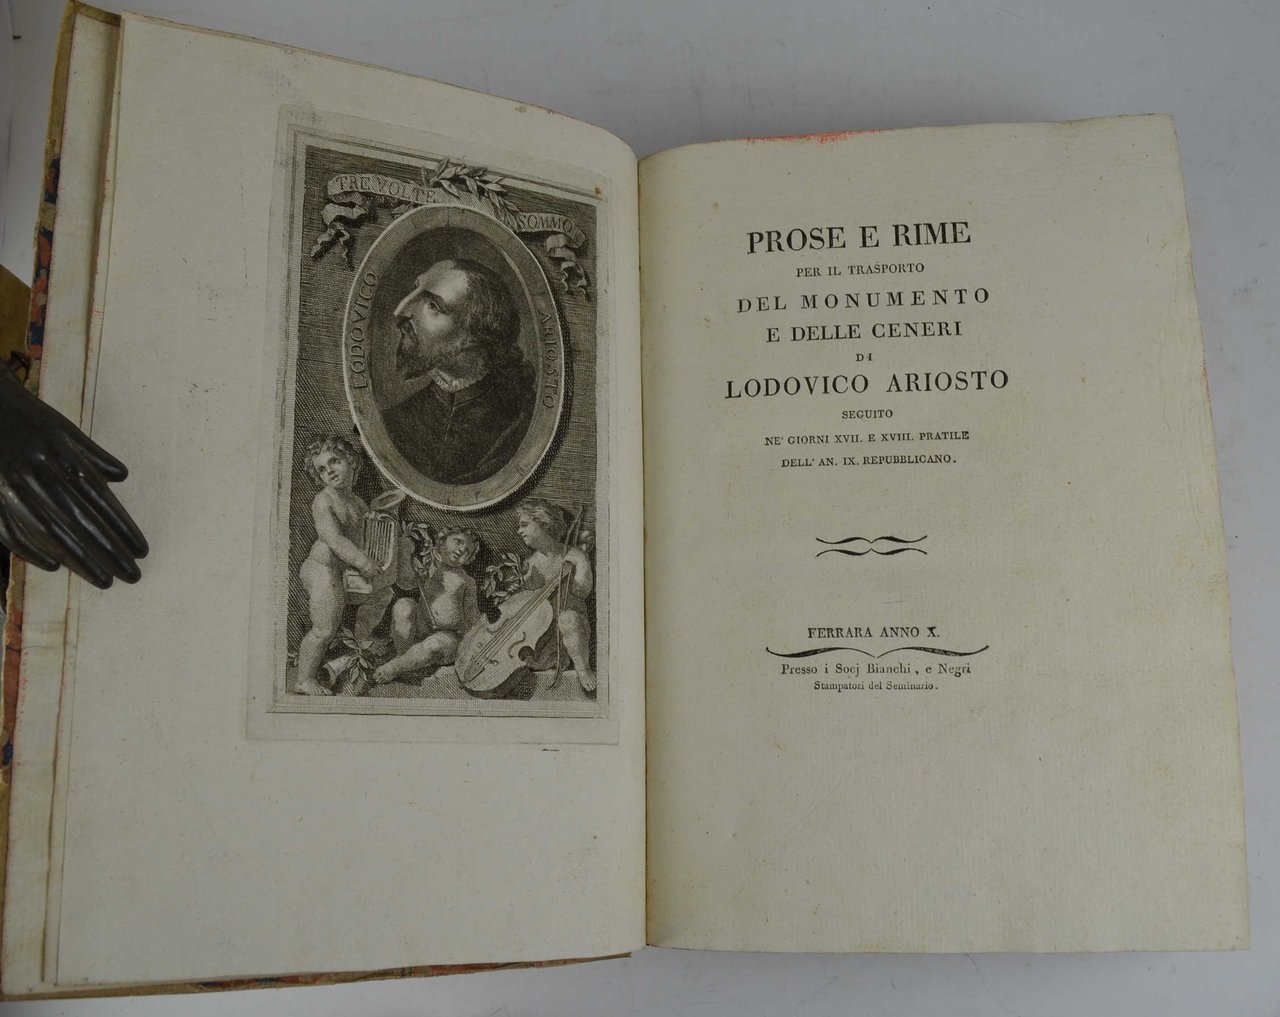 TRE VOLTE SOMMO
LODOVICO ARIOSTO
PROSE E RIME
PER IL TRASPORTO
DEL MONUMENTO
E DELLE CENERI
DI
LODOVICO ARIOSTO
SEGUITO
NE' GIORNI XVII. E XVIII. PRATILE
DELL' AN. IX. REPUBBLICANO.
FERRARA ANNO X.
Presso i Socj Bianchi, e Negri
Stampatori del Seminario.